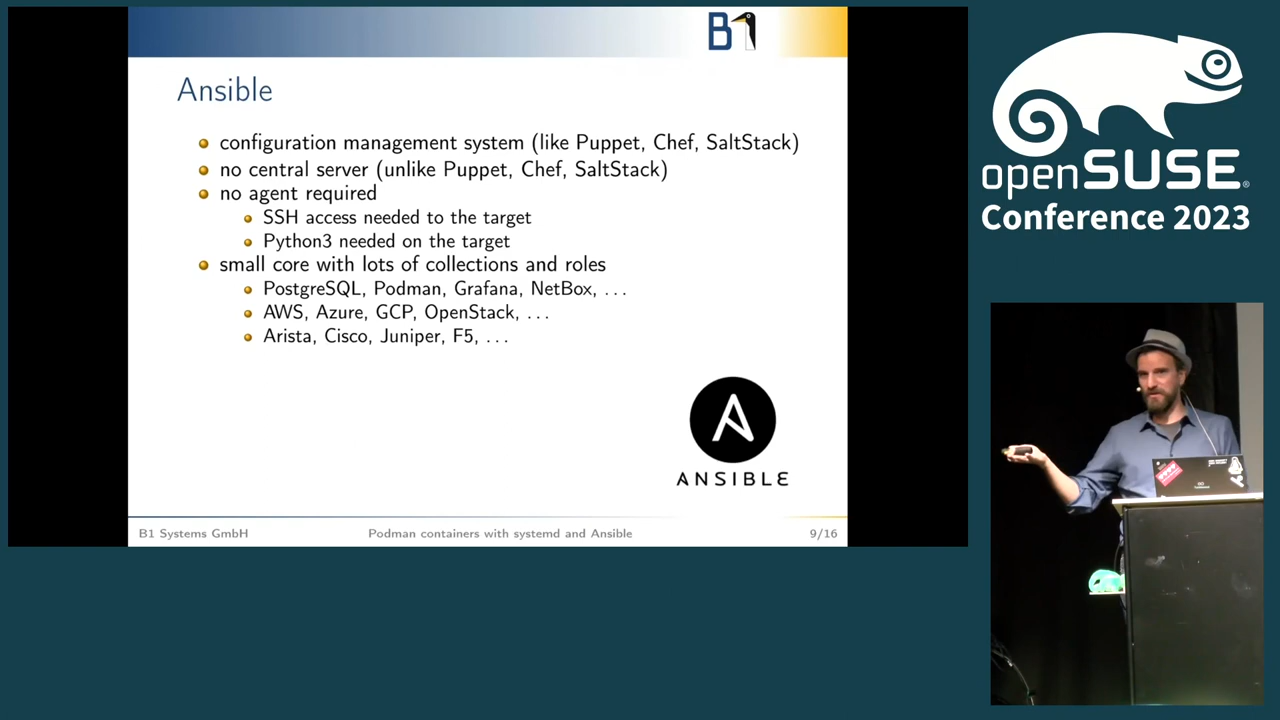 B1
Ansible
configuration management system (like Puppet, Chef, SaltStack)
no central server (unlike Puppet, Chef, SaltStack)
no agent required
SSH access needed to the target
Python3 needed on the target
small core with lots of collections and roles
PostgreSQL, Podman, Grafana, NetBox, ...
AWS, Azure, GCP, OpenStack, ...
Arista, Cisco, Juniper, F5, ...
ANSIBLE
B1 Systems GmbH
Podman containers with systemd and Ansible
9/16
openSUSE®
Conference 2023